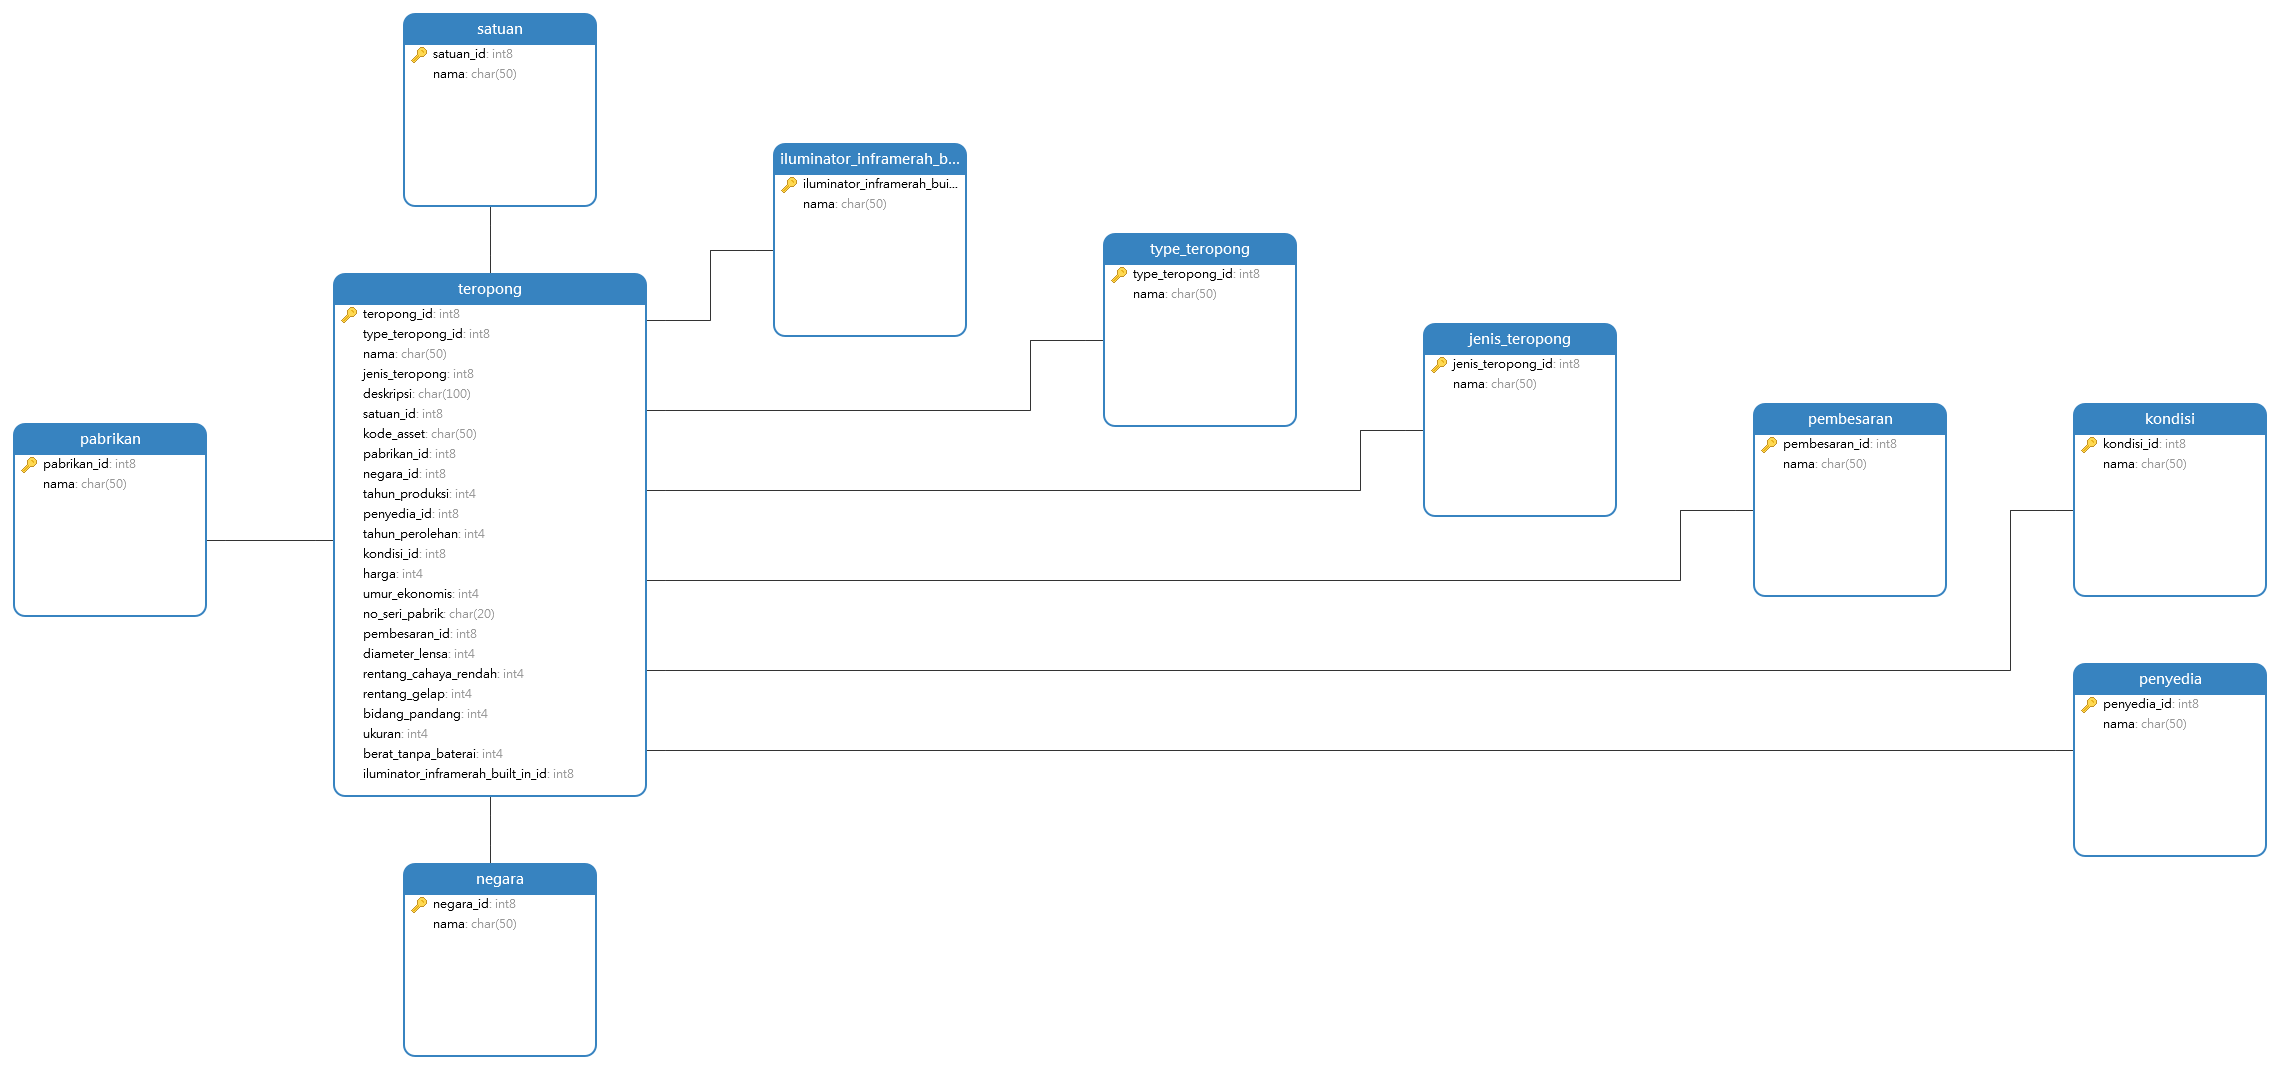 satuan
satuan_id: int8
nama: char(50)
iluminator_inframerah_b...
iluminator_inframerah_bui...
nama: char(50)
type_teropong
type_teropong_id: int8
nama: char(50)
teropong
teropong_id: int8
type_teropong_id: int8
nama: char(50)
jenis_teropong: int8
deskripsi: char(100)
satuan_id: int8
kode_asset: char(50)
pabrikan_id: int8
negara_id: int8
tahun_produksi: int4
penyedia_id: int8
tahun_perolehan: int4
kondisi_id: int8
harga: int4
umur_ekonomis: int4
no_seri_pabrik: char(20)
pembesaran_id: int8
diameter_lensa: int4
rentang_cahaya_rendah: int4
rentang_gelap: int4
bidang_pandang: int4
ukuran: int4
berat_tanpa_baterai: int4
iluminator_inframerah_built_in_id: int8
jenis_teropong
jenis_teropong_id: int8
nama: char(50)
pabrikan
pabrikan_id: int8
nama: char(50)
pembesaran
pembesaran_id: int8
nama: char(50)
kondisi
kondisi_id: int8
nama: char(50)
penyedia
penyedia_id: int8
nama: char(50)
negara
negara_id: int8
nama: char(50)